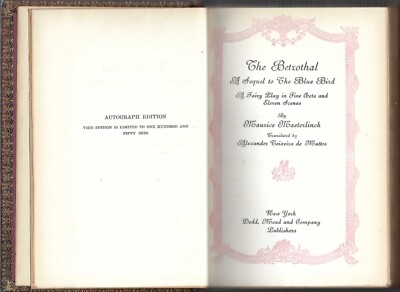 AUTOGRAPH EDITION
THIS EDITION IS LIMITED TO ONE HUNDRED AND
FIFTY SETS
The Betrothal
A Sequel to The Blue Bird
A Fairy Play in Five Acts and
Eleven Scenes
By
Maurice Maeterlinck
Translated by
Alexander Teixeira de Mattos
New York
Dodd, Mead and Company
Publishers